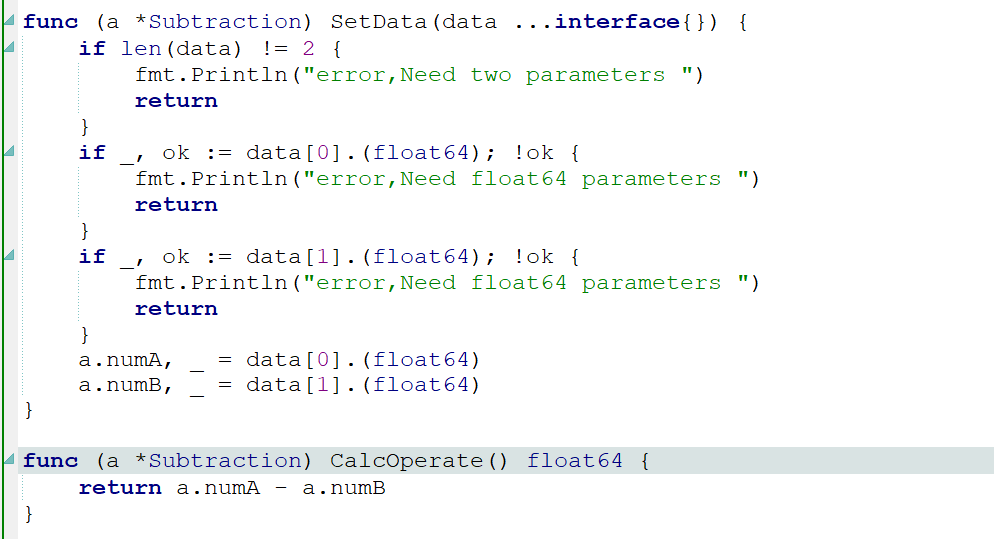 func (a *Subtraction) SetData(data ...interface{}) {
    if len(data) != 2 {
        fmt.Println("error,Need two parameters ")
        return
    }
    if _, ok := data[0].(float64); !ok {
        fmt.Println("error,Need float64 parameters ")
        return
    }
    if _, ok := data[1].(float64); !ok {
        fmt.Println("error,Need float64 parameters ")
        return
    }
    a.numA, _ = data[0].(float64)
    a.numB, _ = data[1].(float64)
}

func (a *Subtraction) CalcOperate() float64 {
    return a.numA - a.numB
}